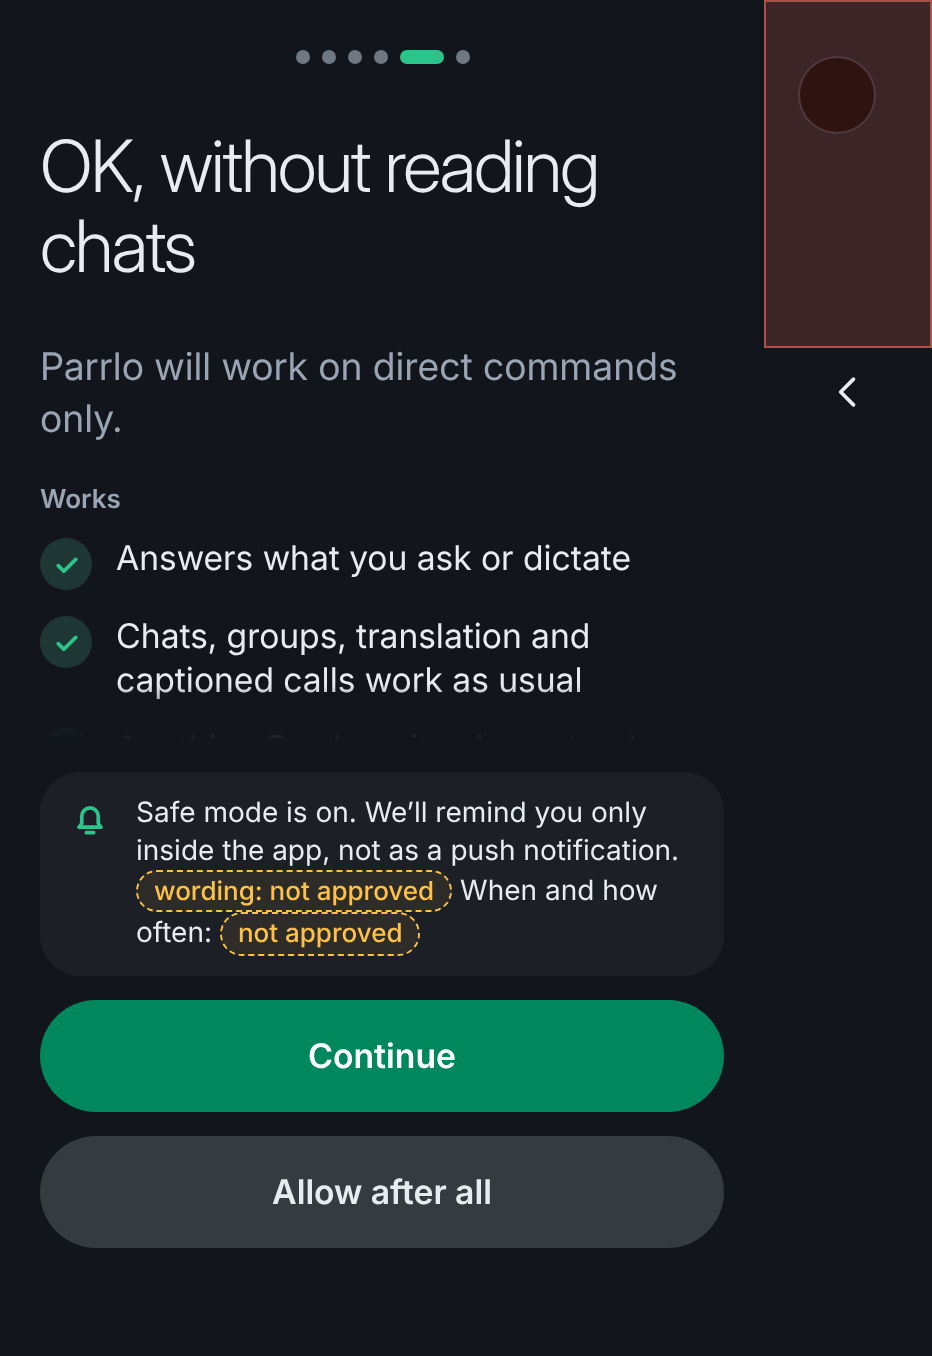 OK, without reading
chats
Parrlo will work on direct commands
only.
Works
Answers what you ask or dictate
Chats, groups, translation and
captioned calls work as usual
Safe mode is on. We’ll remind you only
inside the app, not as a push notification.
wording: not approved When and how
often: not approved
Continue
Allow after all